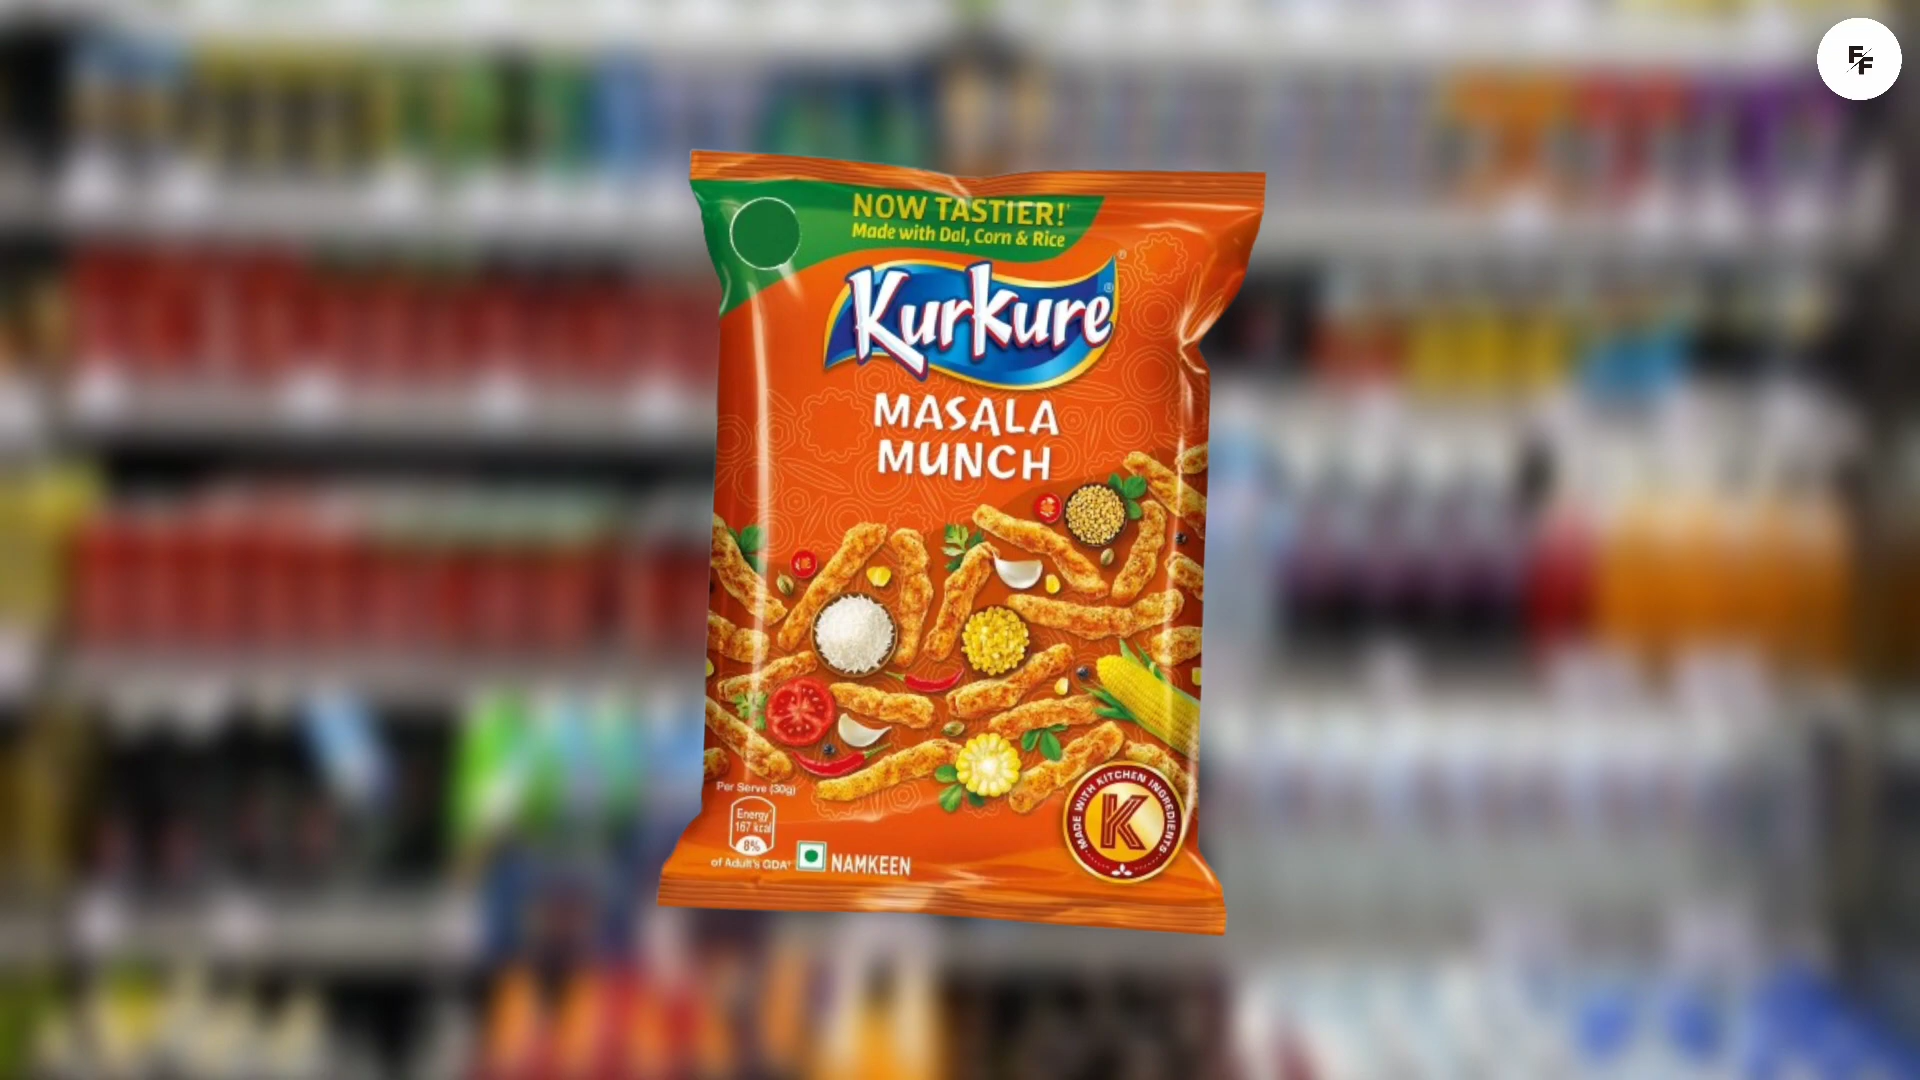 FF
NOW TASTIER!
Made with Dal, Corn & Rice
Kurkure®
MASALA
MUNCH
Per Serve (30g)
Energy
167 kcal
8%
of Adult's GDA*
NAMKEEN
MADE WITH KITCHEN INGREDIENTS
K